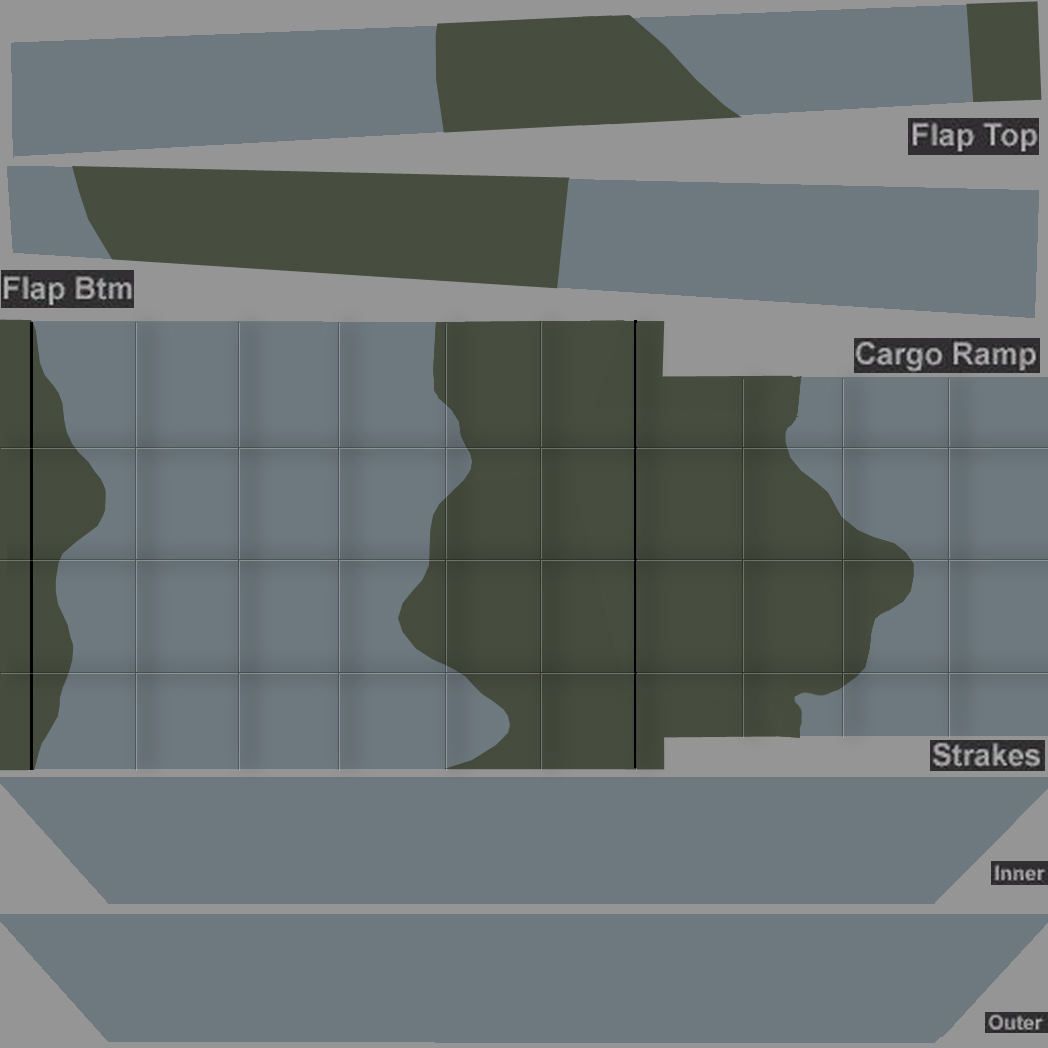 Flap Top
Flap Btm
Cargo Ramp
Strakes
Inner
Outer